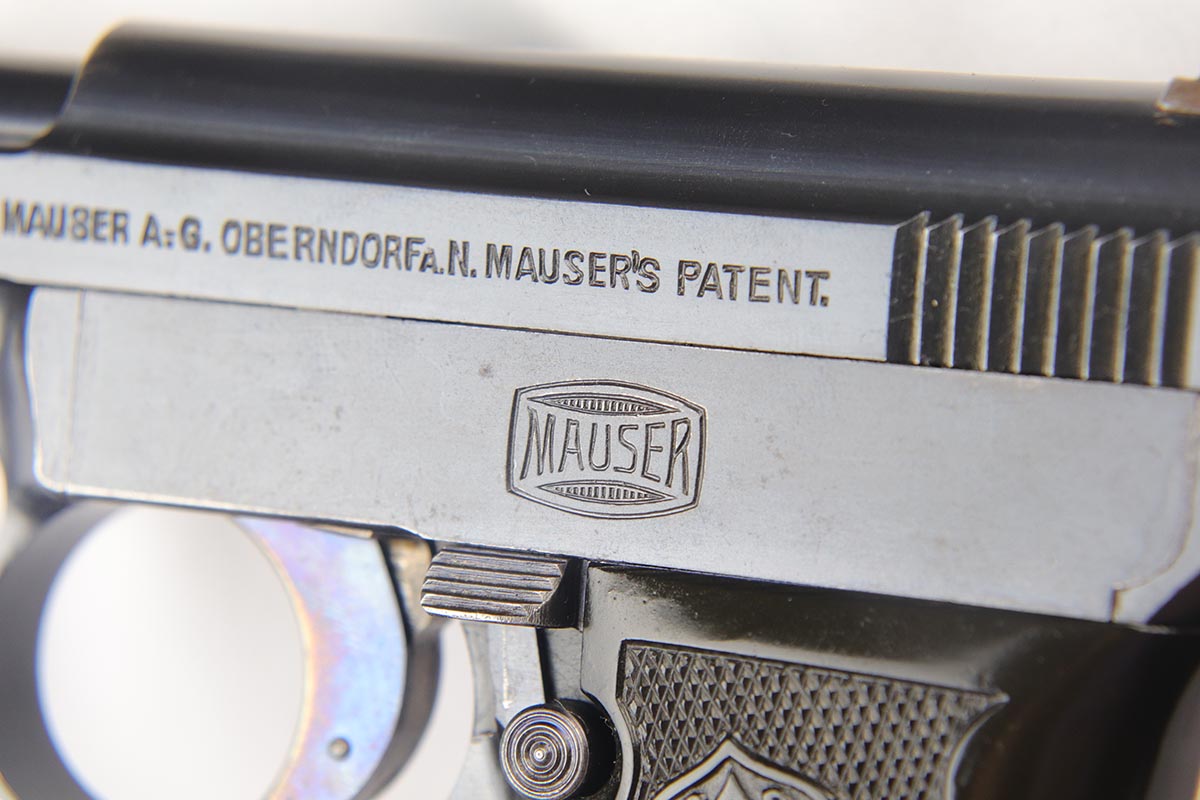 MAUSER A:G. OBERNDORFA.N. MAUSER'S PATENT.
MAUSER